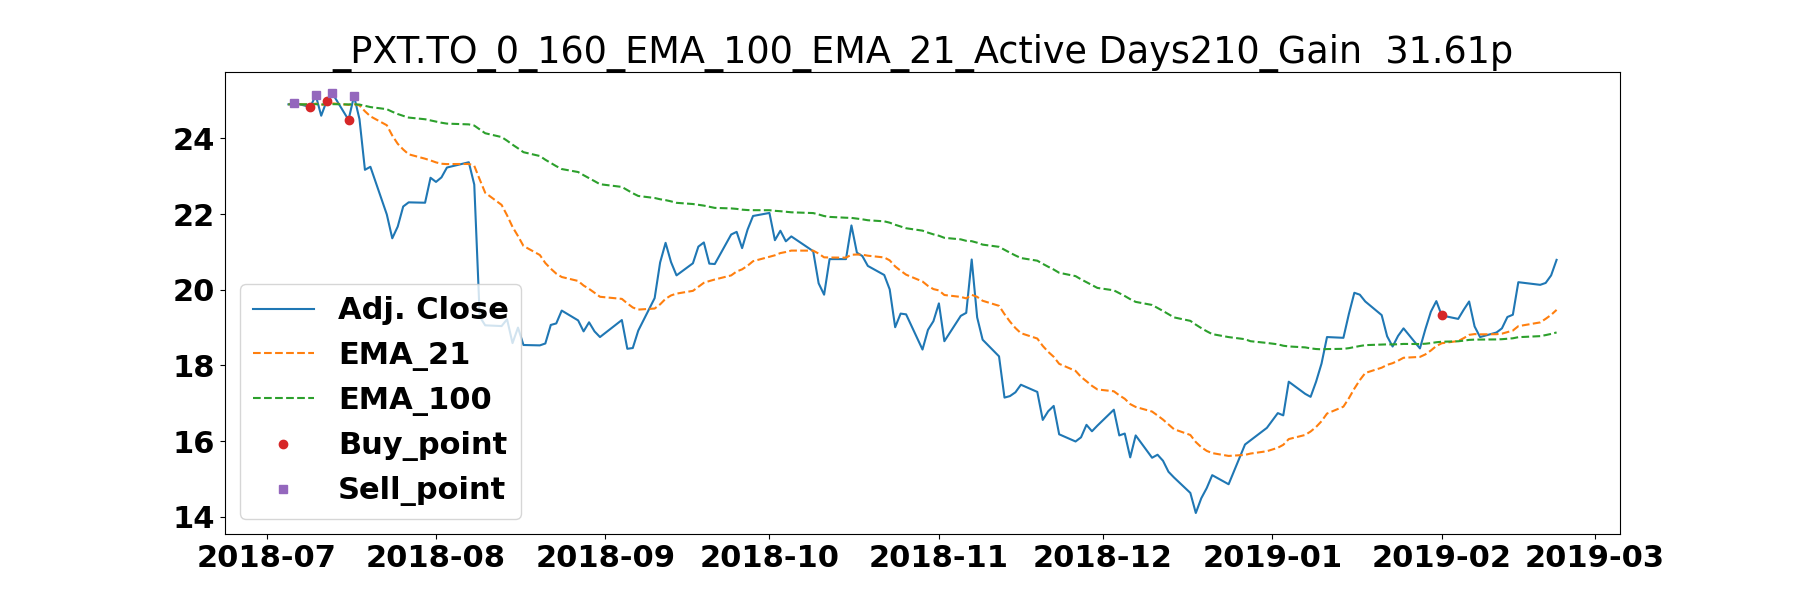 _PXT.TO_0_160_EMA_100_EMA_21_Active Days210_Gain  31.61p
24
22
20
18
16
14
Adj. Close
EMA_21
EMA_100
Buy_point
Sell_point
2018-07 2018-08 2018-09 2018-10 2018-11 2018-12 2019-01 2019-02 2019-03